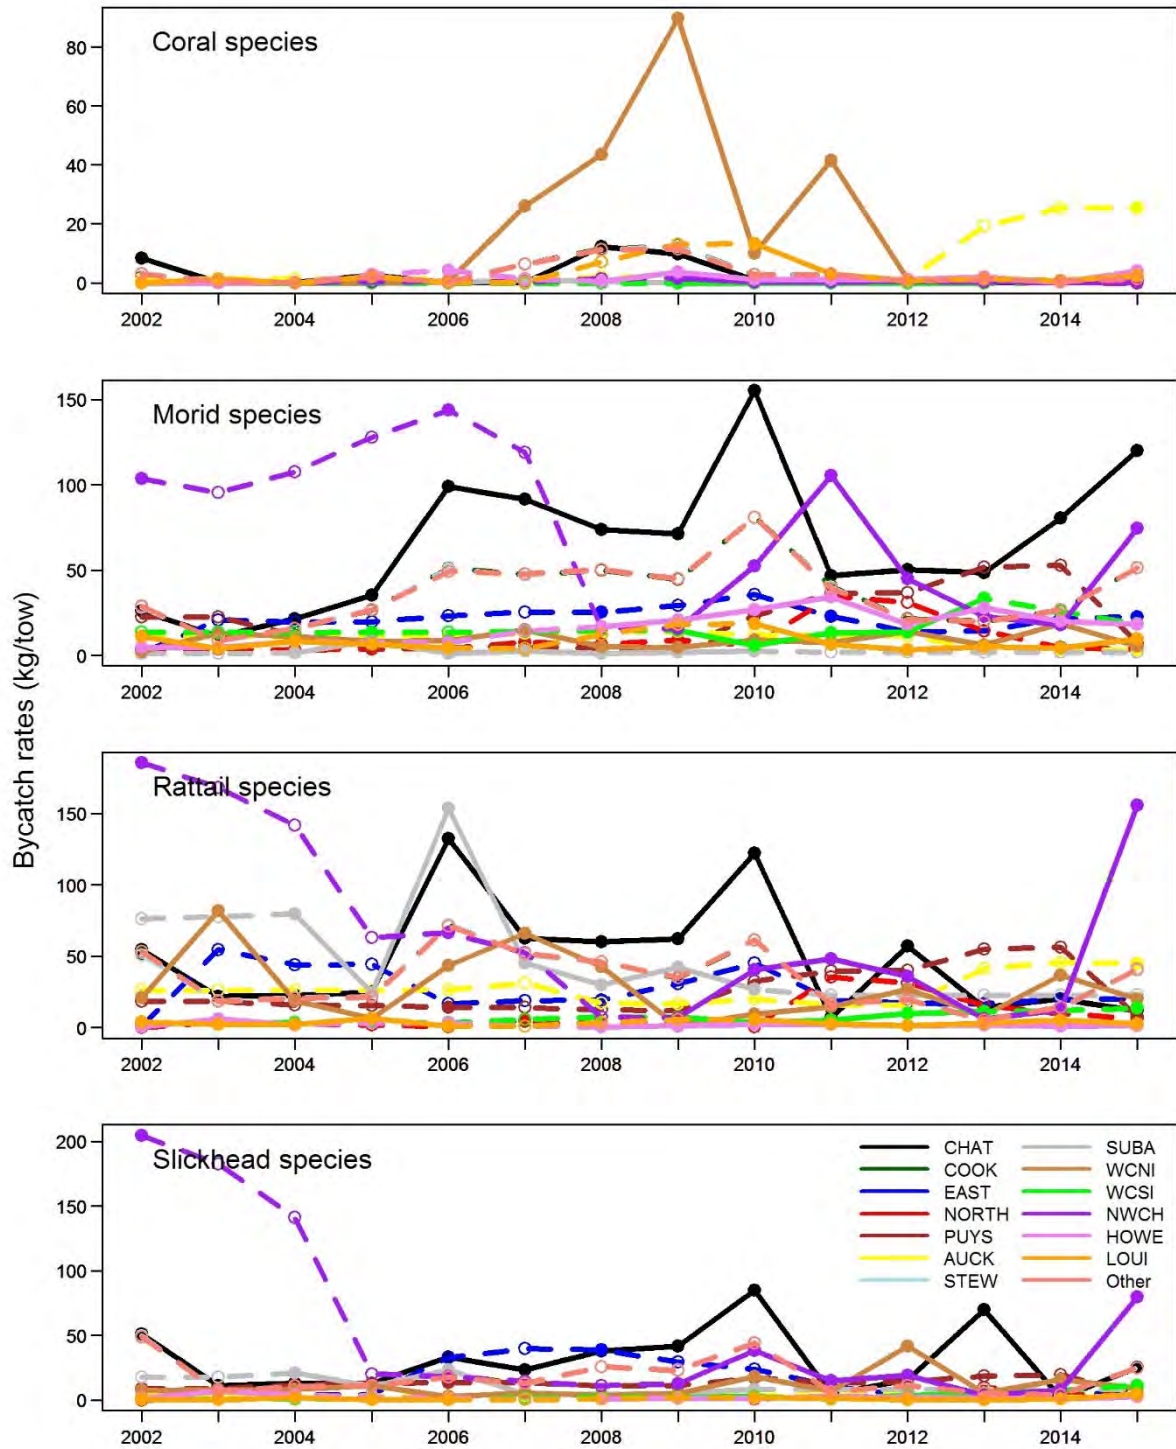 Coral species
80
60
40
20
0
2002 2004 2006 2008 2010 2012 2014
Morid species
150
100
50
0
2002 2004 2006 2008 2010 2012 2014
Bycatch rates (kg/tow)
Rattail species
150
100
50
0
2002 2004 2006 2008 2010 2012 2014
Slickhead species
200
150
100
50
0
CHAT SUBA
COOK WCNI
EAST WCSI
NORTH NWCH
PUYS HOWE
AUCK LOUI
STEW Other
2002 2004 2006 2008 2010 2012 2014